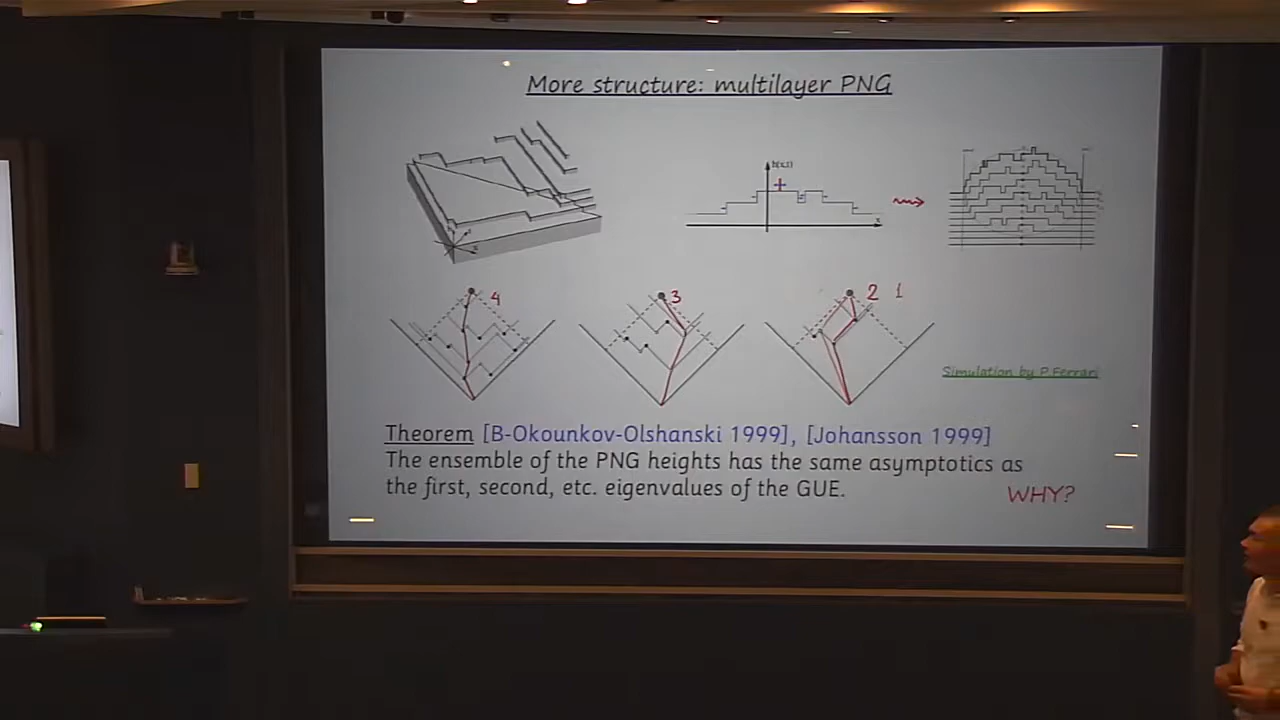 More structure: multilayer PNG
h(x,t)
x
4
3
2 1
Simulation by P.Ferrari
Theorem [B-Okounkov-Olshanski 1999], [Johansson 1999]
The ensemble of the PNG heights has the same asymptotics as
the first, second, etc. eigenvalues of the GUE.
WHY?